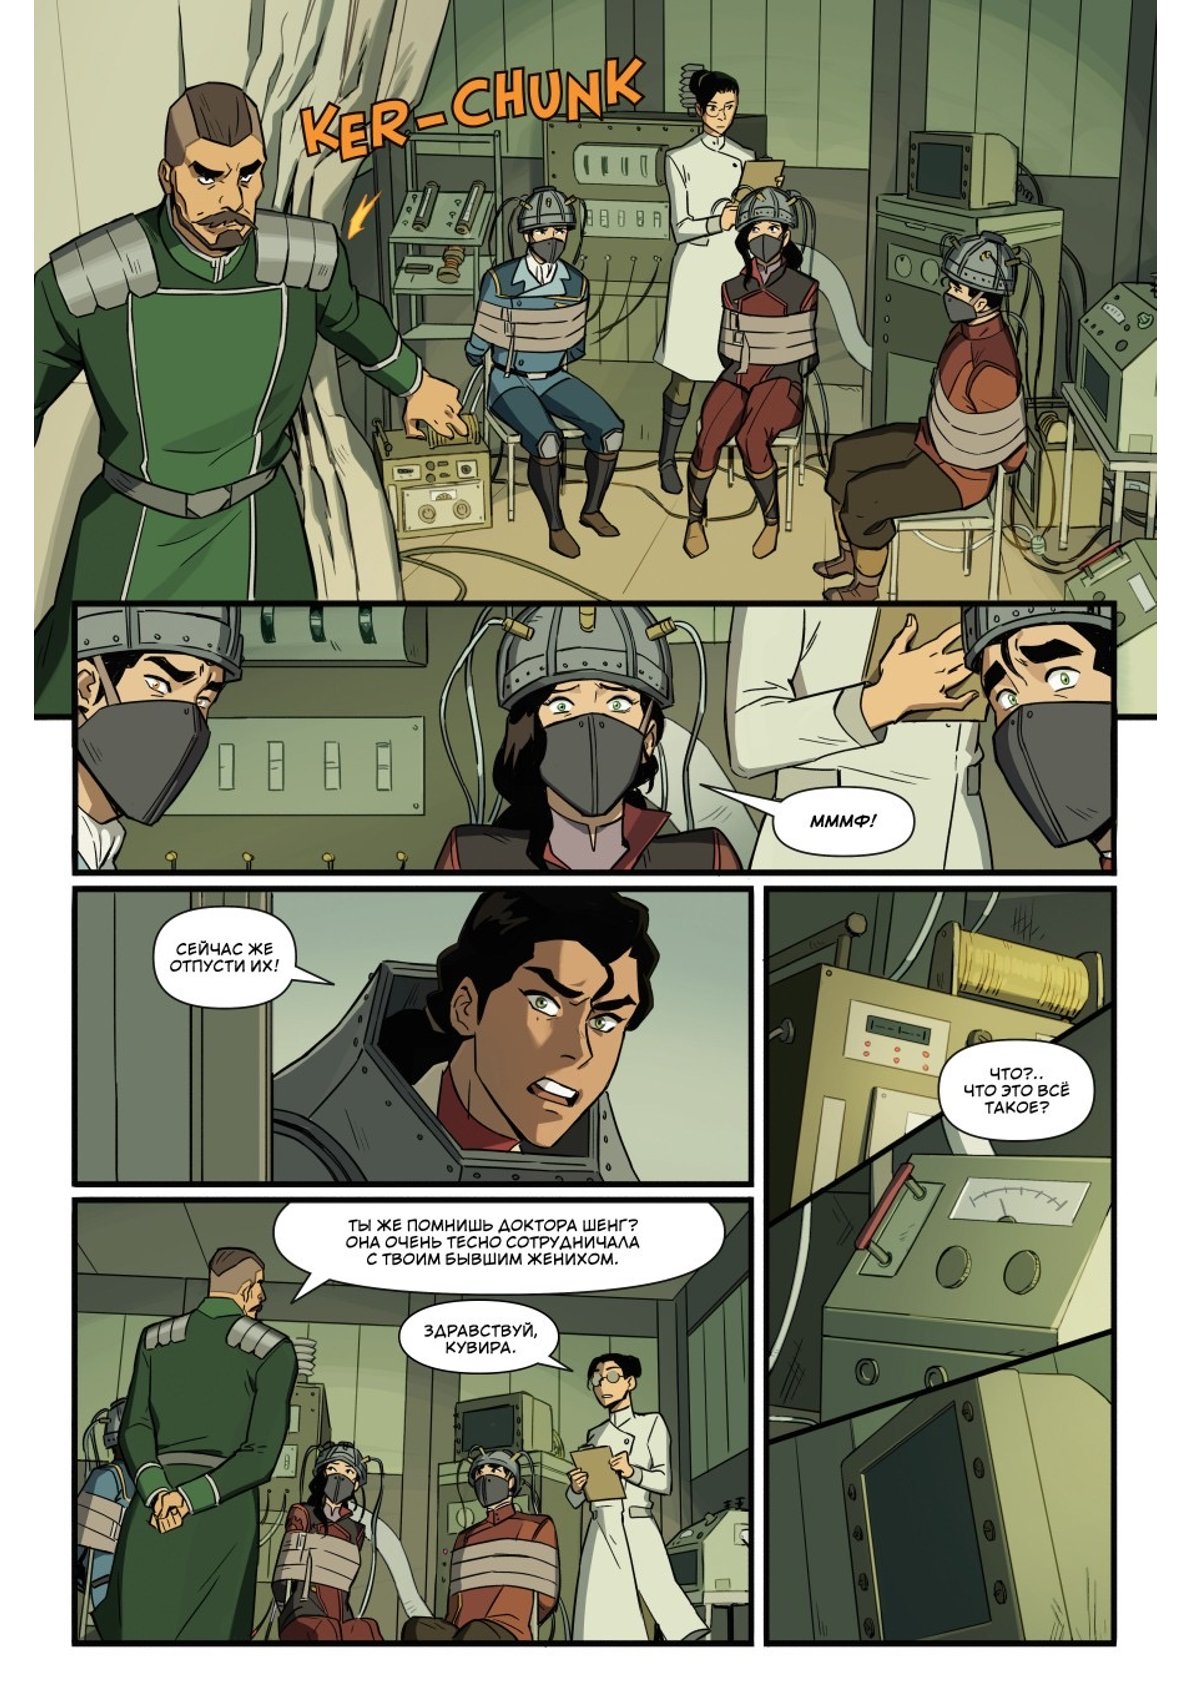 KER-CHUNK
МММФ!
СЕЙЧАС ЖЕ
ОТПУСТИ ИХ!
ЧТО?..
ЧТО ЭТО ВСЁ
ТАКОЕ?
ТЫ ЖЕ ПОМНИШЬ ДОКТОРА ШЕНГ?
ОНА ОЧЕНЬ ТЕСНО СОТРУДНИЧАЛА
С ТВОИМ БЫВШИМ ЖЕНИХОМ.
ЗДРАВСТВУЙ,
КУВИРА.